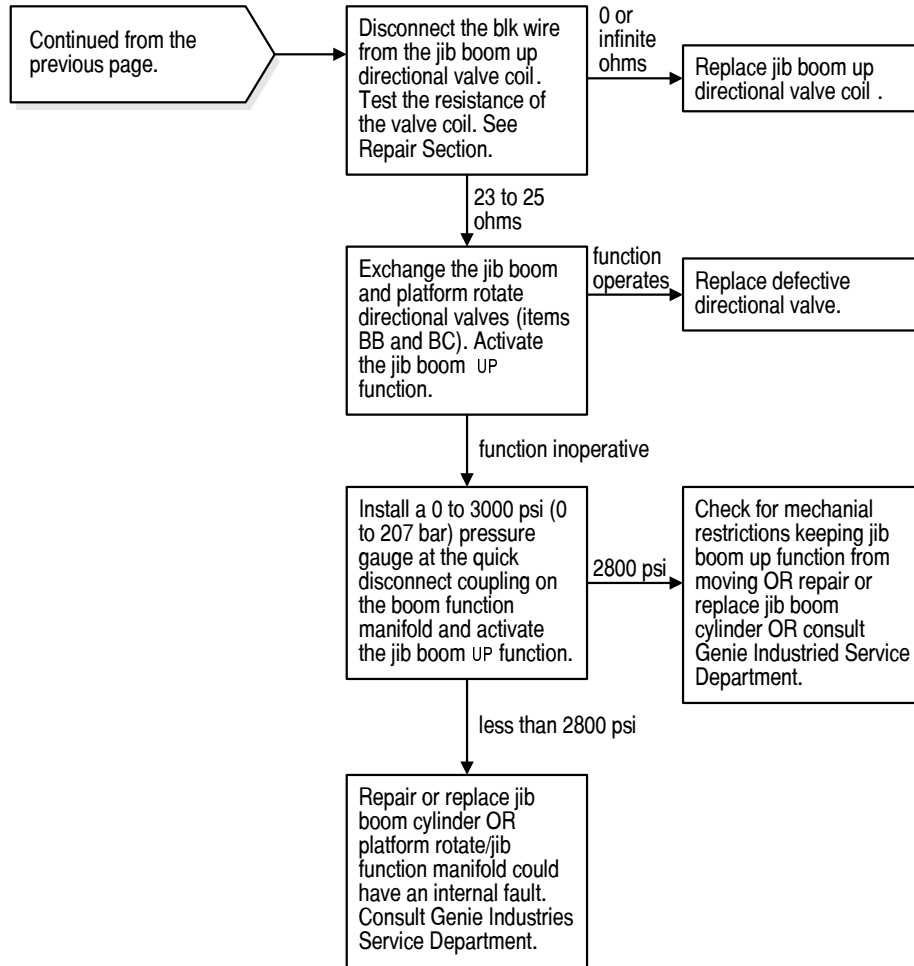 Continued from the
previous page.
Disconnect the blk wire
from the jib boom up
directional valve coil.
Test the resistance of
the valve coil. See
Repair Section.
0 or
infinite
ohms
Replace jib boom up
directional valve coil .
23 to 25
ohms
Exchange the jib boom
and platform rotate
directional valves (items
BB and BC). Activate
the jib boom UP
function.
function
operates
Replace defective
directional valve.
function inoperative
Install a 0 to 3000 psi (0
to 207 bar) pressure
gauge at the quick
disconnect coupling on
the boom function
manifold and activate
the jib boom UP function.
2800 psi
Check for mechanial
restrictions keeping jib
boom up function from
moving OR repair or
replace jib boom
cylinder OR consult
Genie Industried Service
Department.
less than 2800 psi
Repair or replace jib
boom cylinder OR
platform rotate/jib
function manifold could
have an internal fault.
Consult Genie Industries
Service Department.